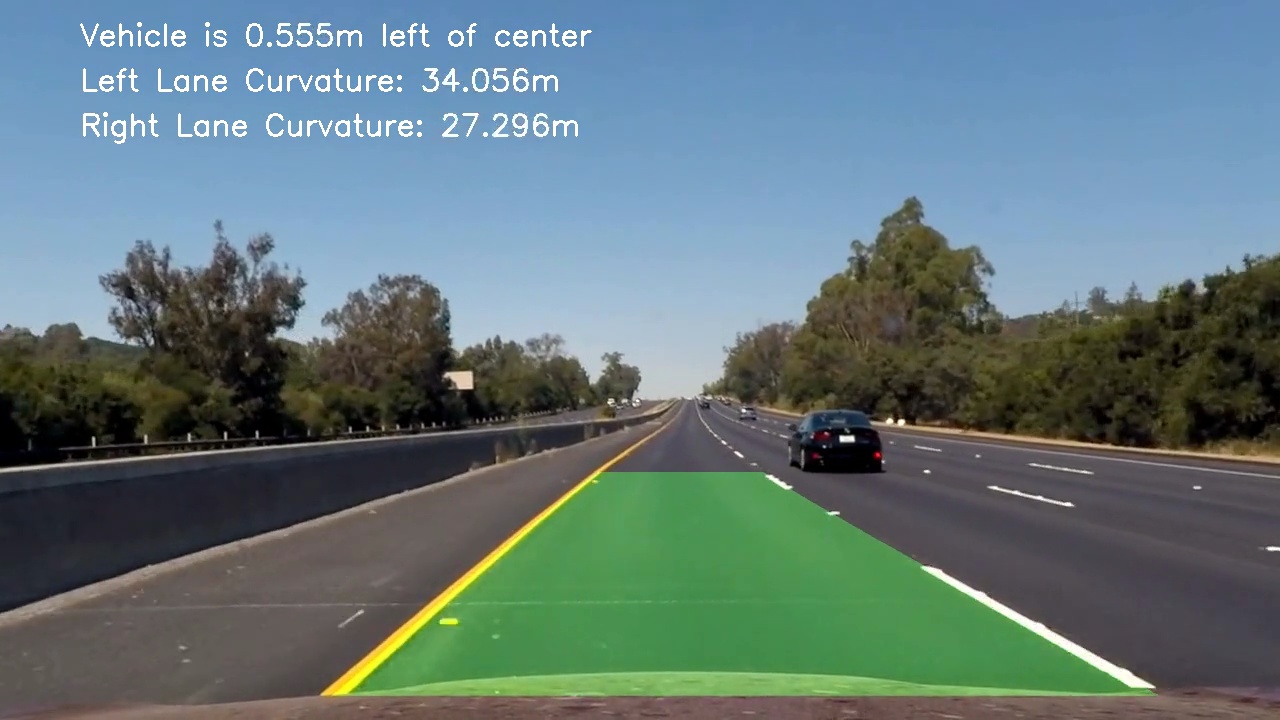 Vehicle is 0.555m left of center
Left Lane Curvature: 34.056m
Right Lane Curvature: 27.296m